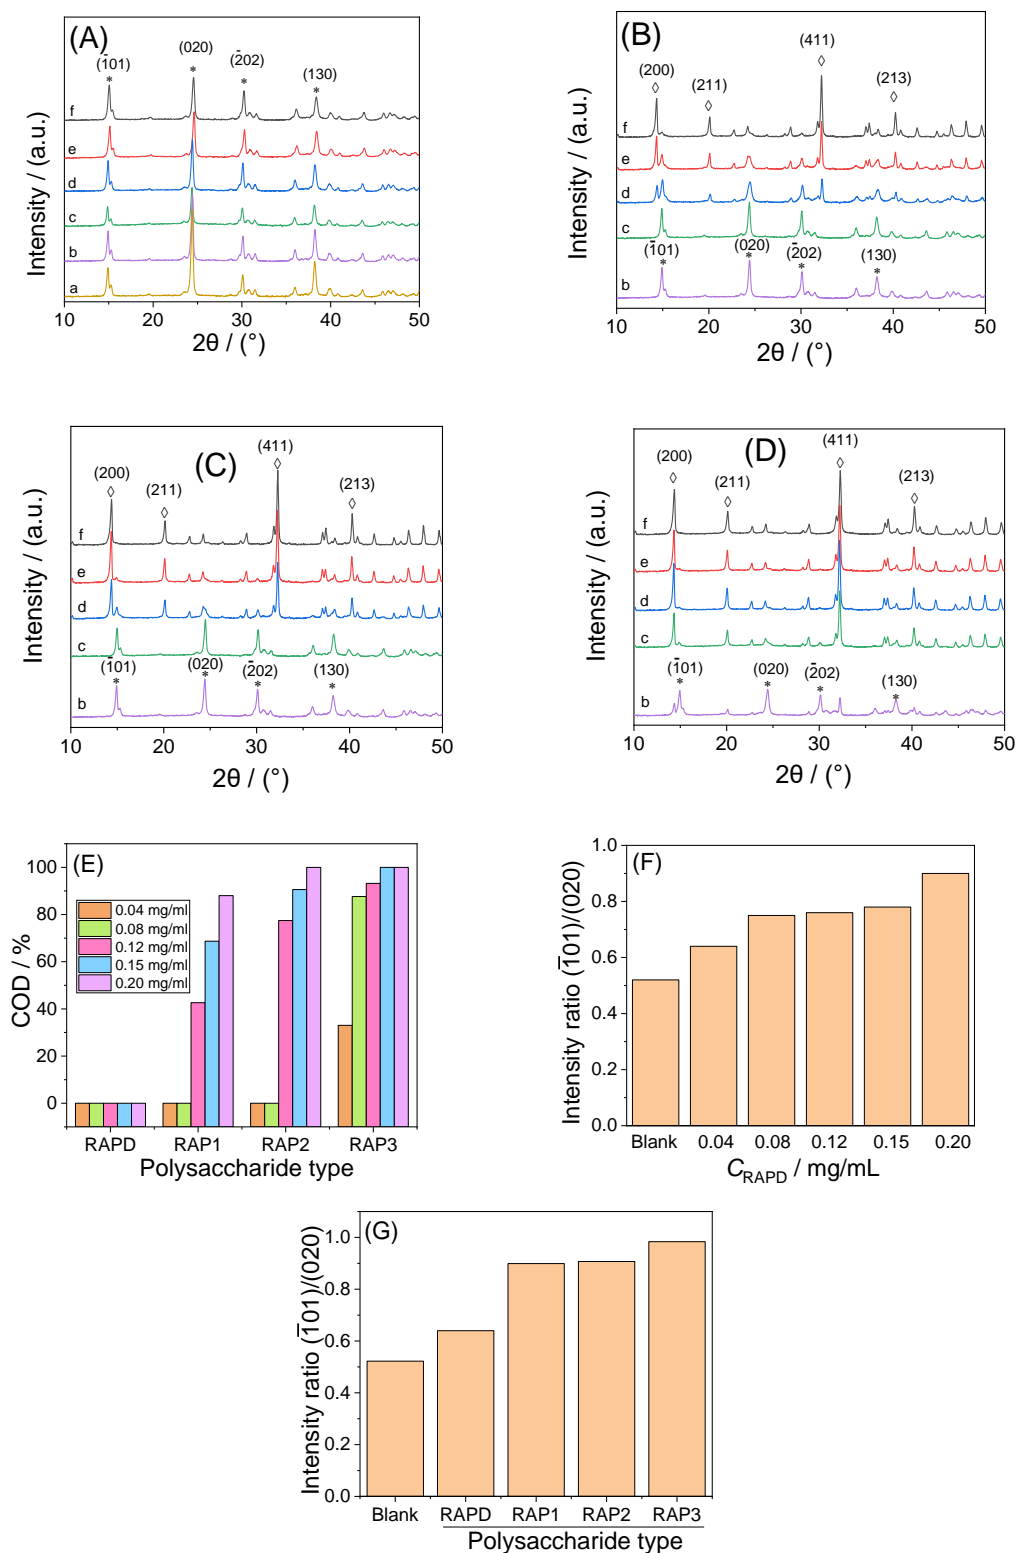 (A)
(1̄01)
(020)
(2̄02)
(130)
*
*
*
*
f
e
d
c
b
a
Intensity / (a.u.)
10 20 30 40 50
2θ / (°)
(B)
(200)
(211)
(411)
(213)
◊
◊
◊
◊
f
e
d
c
b
(1̄01)
(020)
(2̄02)
(130)
*
*
*
*
Intensity / (a.u.)
10 20 30 40 50
2θ / (°)
(C)
(200)
(211)
(411)
(213)
◊
◊
◊
◊
f
e
d
c
b
(1̄01)
(020)
(2̄02)
(130)
*
*
*
*
Intensity / (a.u.)
10 20 30 40 50
2θ / (°)
(D)
(200)
(211)
(411)
(213)
◊
◊
◊
◊
f
e
d
c
b
(1̄01)
(020)
(2̄02)
(130)
*
*
*
*
Intensity / (a.u.)
10 20 30 40 50
2θ / (°)
(E)
COD / %
100
80
60
40
20
0
0.04 mg/ml
0.08 mg/ml
0.12 mg/ml
0.15 mg/ml
0.20 mg/ml
RAPD RAP1 RAP2 RAP3
Polysaccharide type
(F)
Intensity ratio (1̄01)/(020)
1.0
0.8
0.6
0.4
0.2
0.0
Blank 0.04 0.08 0.12 0.15 0.20
C_RAPD / mg/mL
(G)
Intensity ratio (1̄01)/(020)
1.0
0.8
0.6
0.4
0.2
0.0
Blank RAPD RAP1 RAP2 RAP3
Polysaccharide type